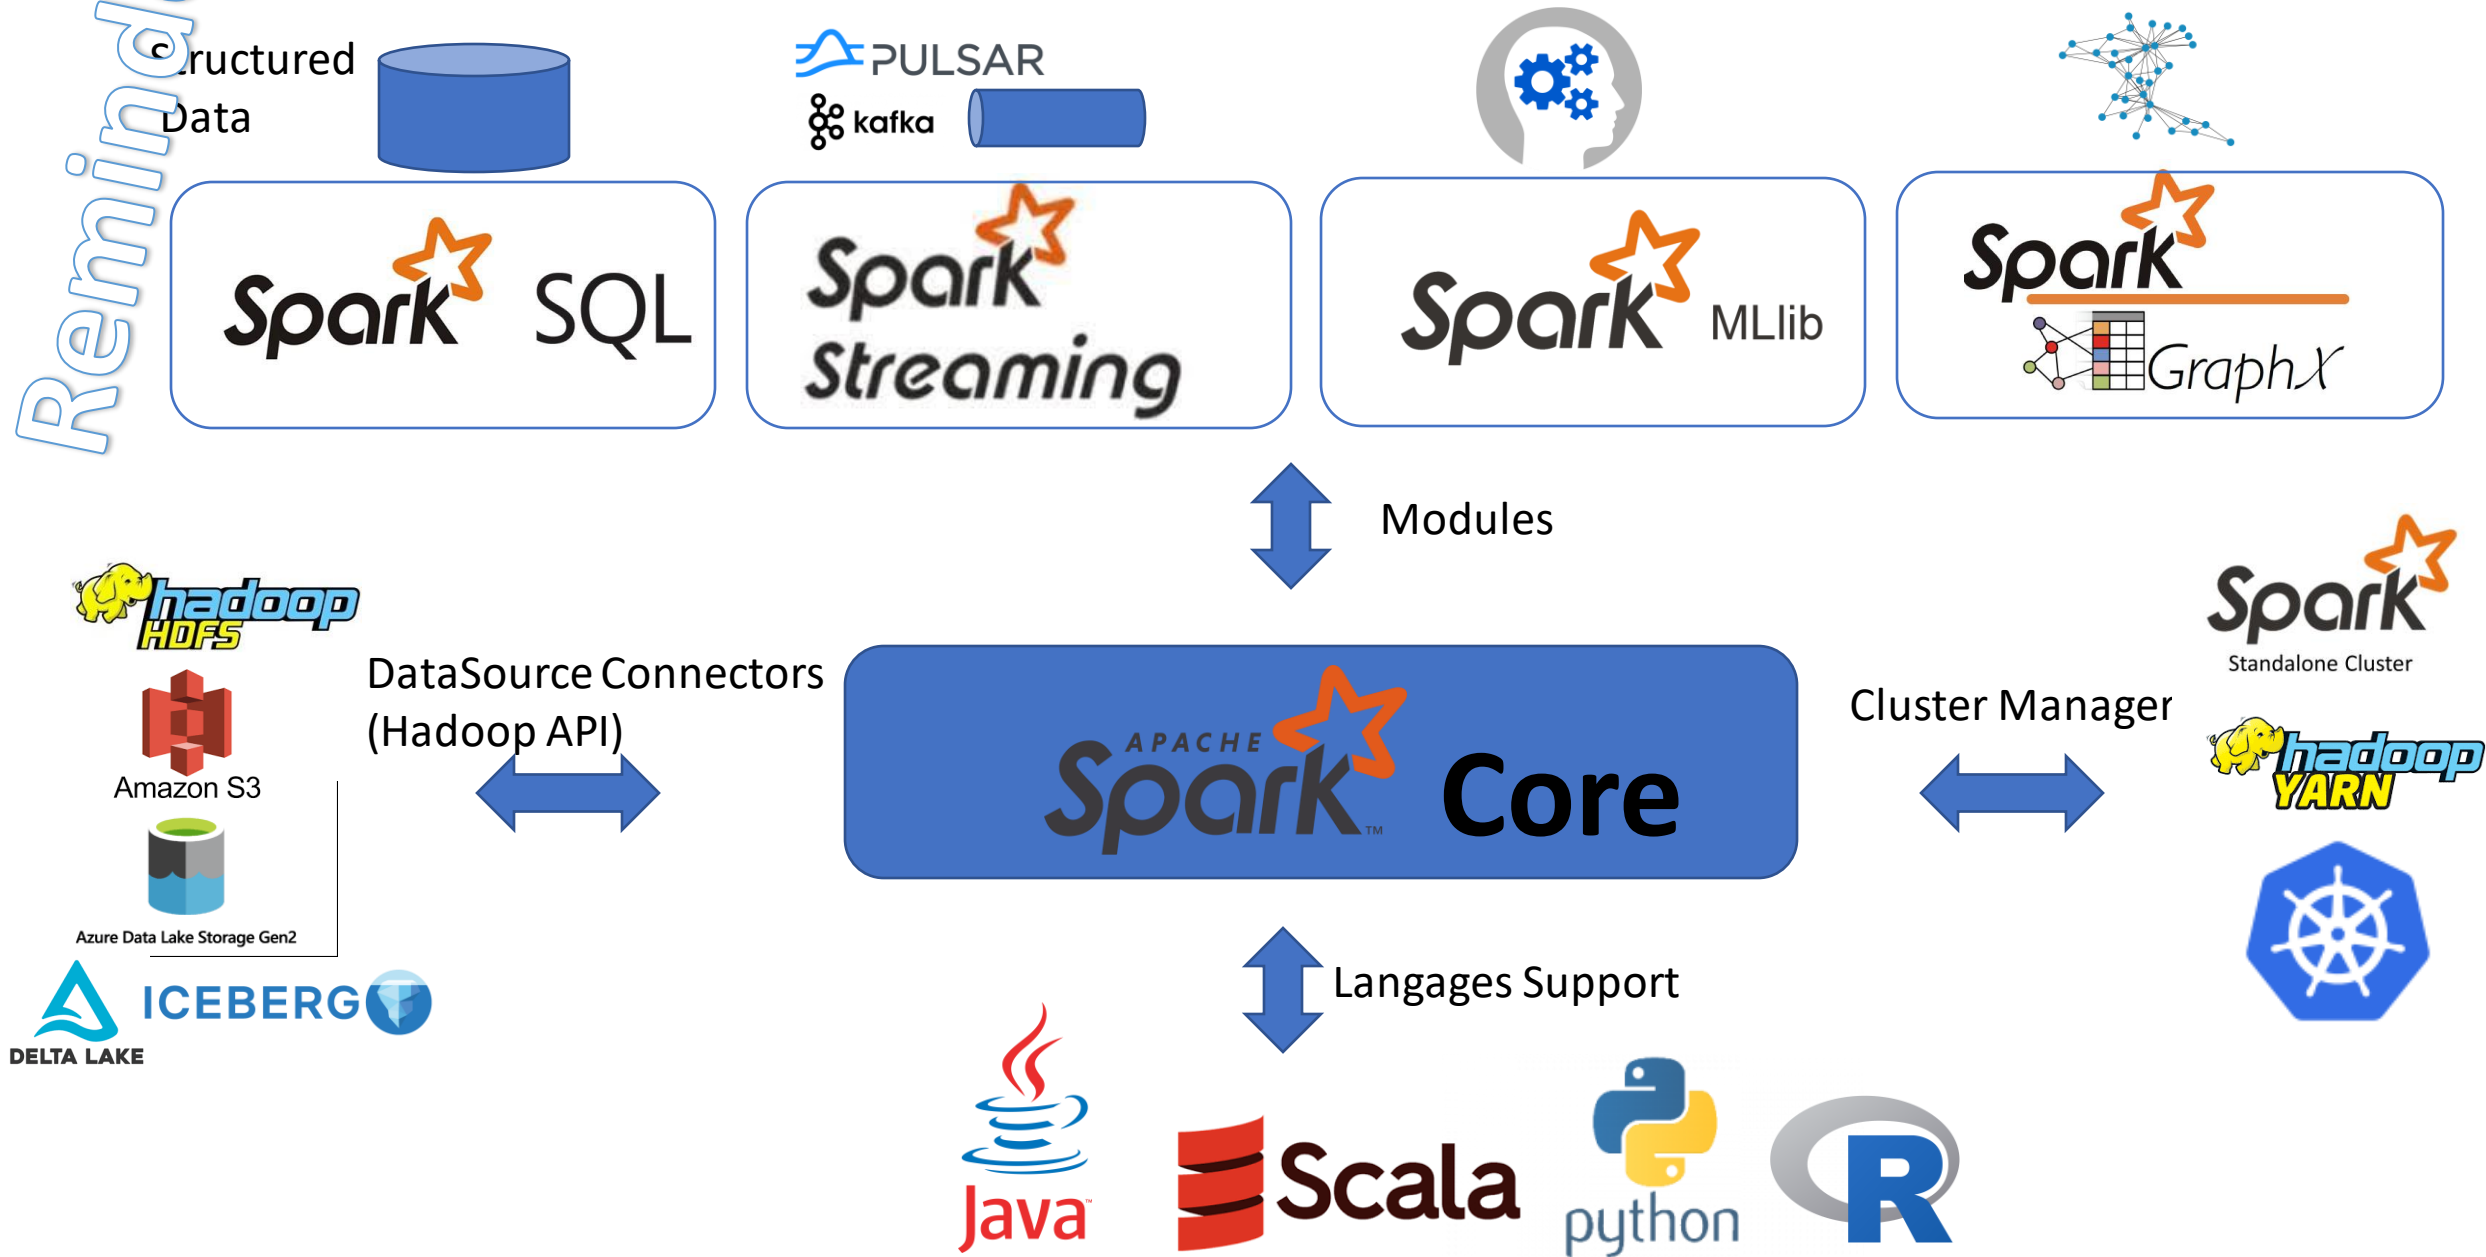 Remind
Structured
Data
PULSAR
kafka
Spark SQL
Spark
Streaming
Spark MLlib
Spark
GraphX
Modules
hadoop
HDFS
Amazon S3
Azure Data Lake Storage Gen2
DELTA LAKE
ICEBERG
DataSource Connectors
(Hadoop API)
APACHE
Spark™ Core
Cluster Manager
Spark
Standalone Cluster
hadoop
YARN
Langages Support
Java™
Scala
python
R